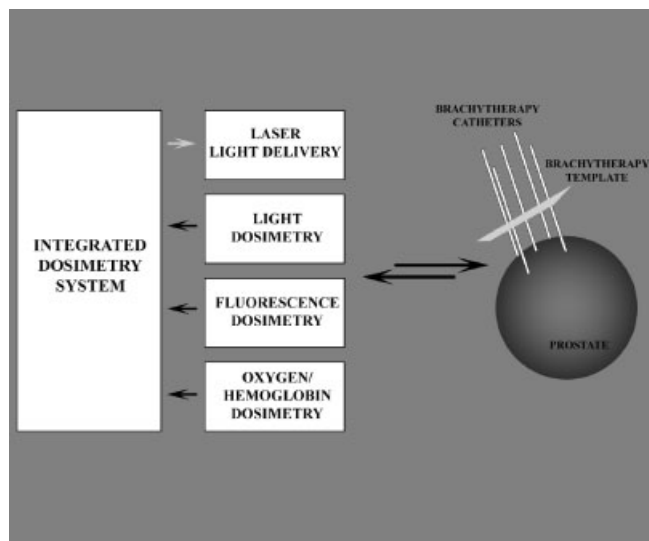 INTEGRATED
DOSIMETRY
SYSTEM
LASER
LIGHT DELIVERY
LIGHT
DOSIMETRY
FLUORESCENCE
DOSIMETRY
OXYGEN/
HEMOGLOBIN
DOSIMETRY
BRACHYTHERAPY
CATHETERS
BRACHYTHERAPY
TEMPLATE
PROSTATE